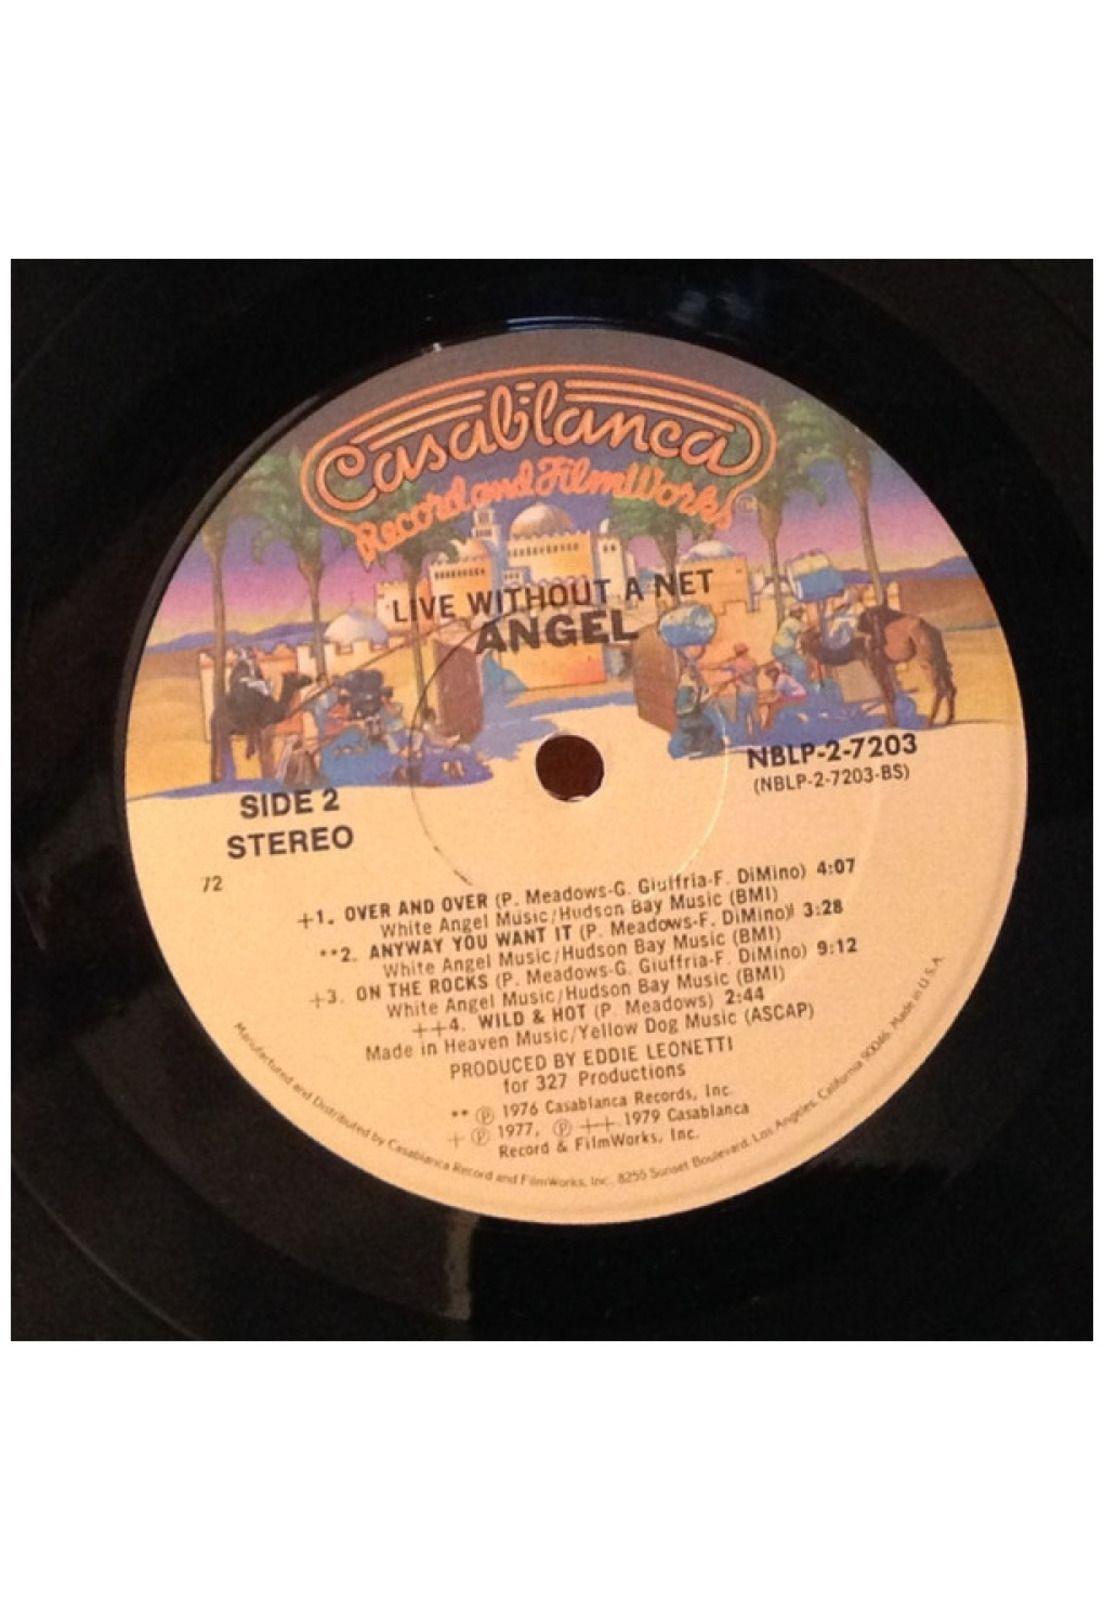 Casablanca
Record and FilmWorks
LIVE WITHOUT A NET
ANGEL
NBLP-2-7203
(NBLP-2-7203-BS)
SIDE 2
STEREO
72
+1. OVER AND OVER (P. Meadows-G. Giuffria-F. DiMino) 4:07
White Angel Music/Hudson Bay Music (BMI)
**2. ANYWAY YOU WANT IT (P. Meadows-F. DiMino) 3:28
White Angel Music/Hudson Bay Music (BMI)
+3. ON THE ROCKS (P. Meadows-G. Giuffria-F. DiMino) 9:12
White Angel Music/Hudson Bay Music (BMI)
++4. WILD & HOT (P. Meadows) 2:44
Made in Heaven Music/Yellow Dog Music (ASCAP)
PRODUCED BY EDDIE LEONETTI
for 327 Productions
** ℗ 1976 Casablanca Records, Inc.
+ ℗ 1977, ℗ ++ 1979 Casablanca
Record & FilmWorks, Inc.
Manufactured and Distributed by Casablanca Record and FilmWorks, Inc., 8255 Sunset Boulevard, Los Angeles, California 90046. Made in U.S.A.